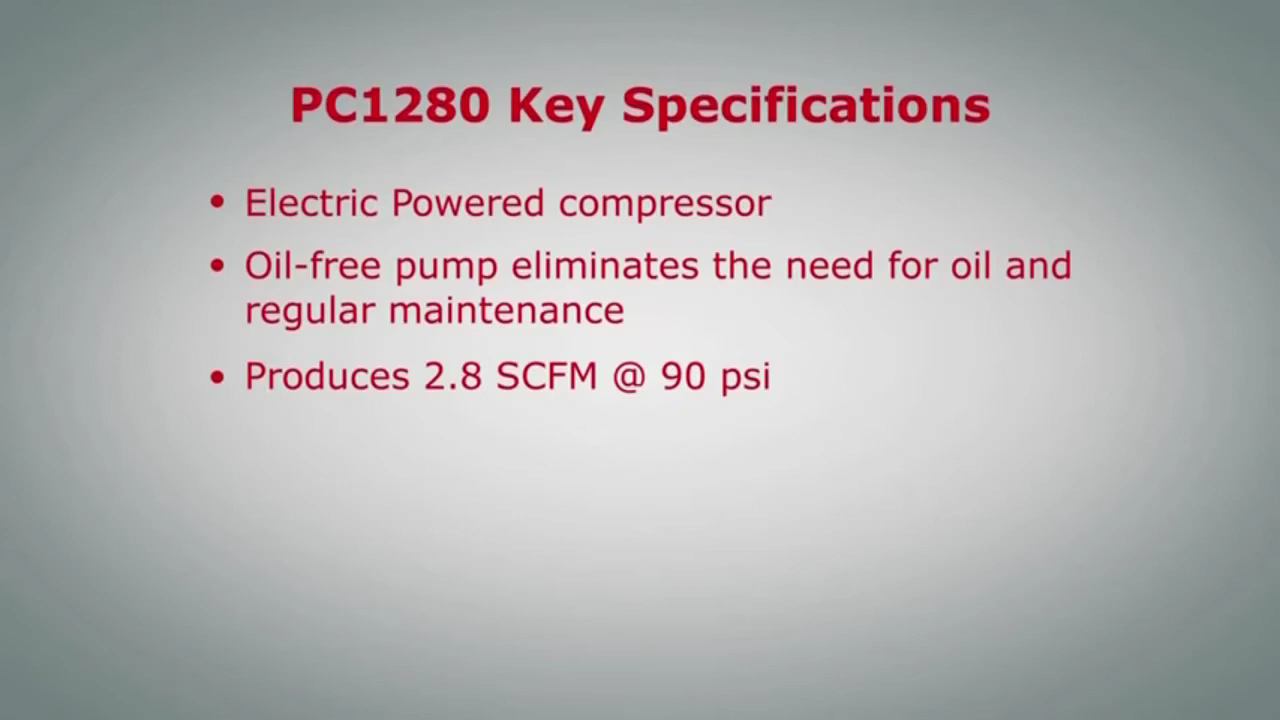 PC1280 Key Specifications
• Electric Powered compressor
• Oil-free pump eliminates the need for oil and
regular maintenance
• Produces 2.8 SCFM @ 90 psi